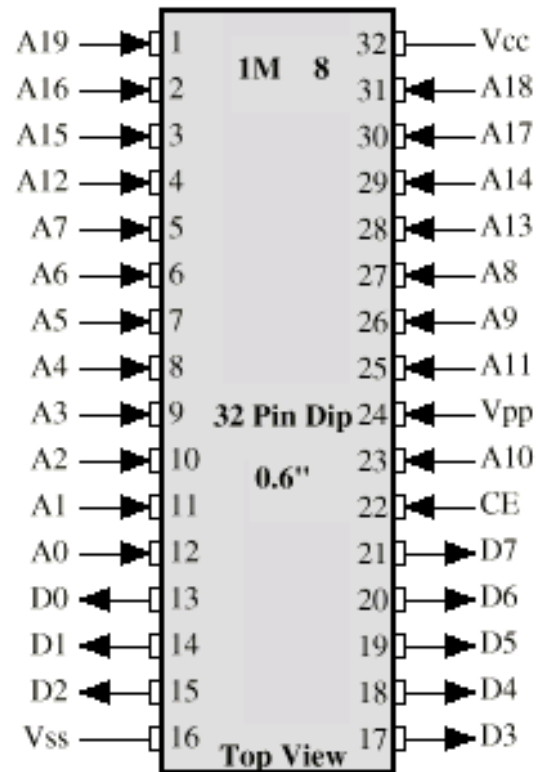 A19 1 32 Vcc
1M 8
A16 2 31 A18
A15 3 30 A17
A12 4 29 A14
A7 5 28 A13
A6 6 27 A8
A5 7 26 A9
A4 8 25 A11
A3 9 32 Pin Dip 24 Vpp
A2 10 23 A10
0.6"
A1 11 22 CE
A0 12 21 D7
D0 13 20 D6
D1 14 19 D5
D2 15 18 D4
Vss 16 17 D3
Top View